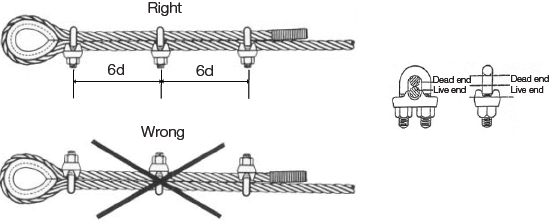 Right
6d 6d
Dead end Dead end
Live end Live end
Wrong